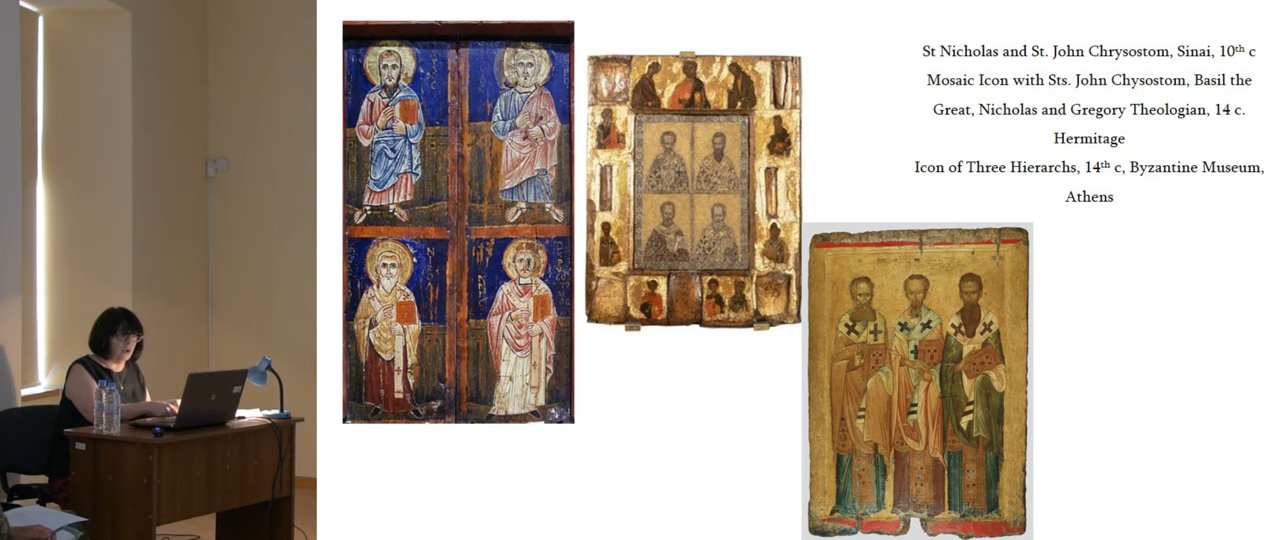 St Nicholas and St. John Chrysostom, Sinai, 10th c
Mosaic Icon with Sts. John Chysostom, Basil the
Great, Nicholas and Gregory Theologian, 14 c.
Hermitage
Icon of Three Hierarchs, 14th c, Byzantine Museum,
Athens